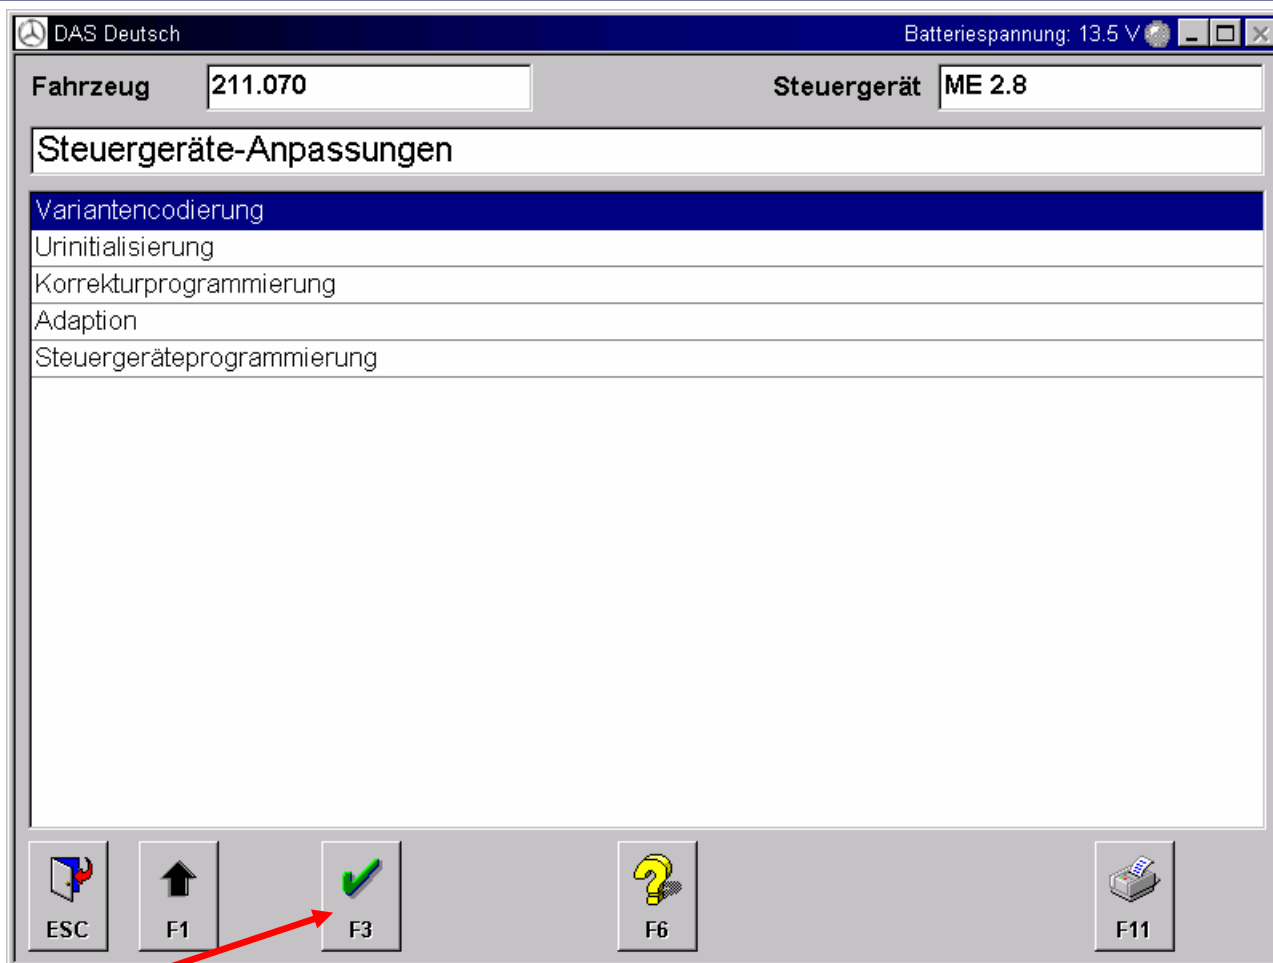 DAS Deutsch Batteriespannung: 13.5 V
Fahrzeug 211.070 Steuergerät ME 2.8
Steuergeräte-Anpassungen
Variantencodierung
Urinitialisierung
Korrekturprogrammierung
Adaption
Steuergeräteprogrammierung
ESC F1 F3 F6 F11